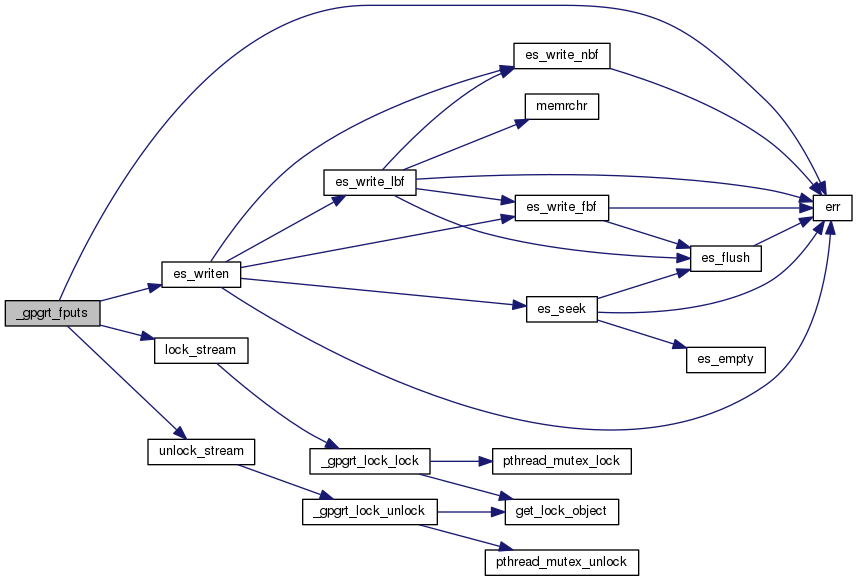 es_write_nbf
memrchr
es_write_lbf
err
es_write_fbf
es_flush
es_writen
_gpgrt_fputs
es_seek
lock_stream
es_empty
unlock_stream
_gpgrt_lock_lock
pthread_mutex_lock
_gpgrt_lock_unlock
get_lock_object
pthread_mutex_unlock